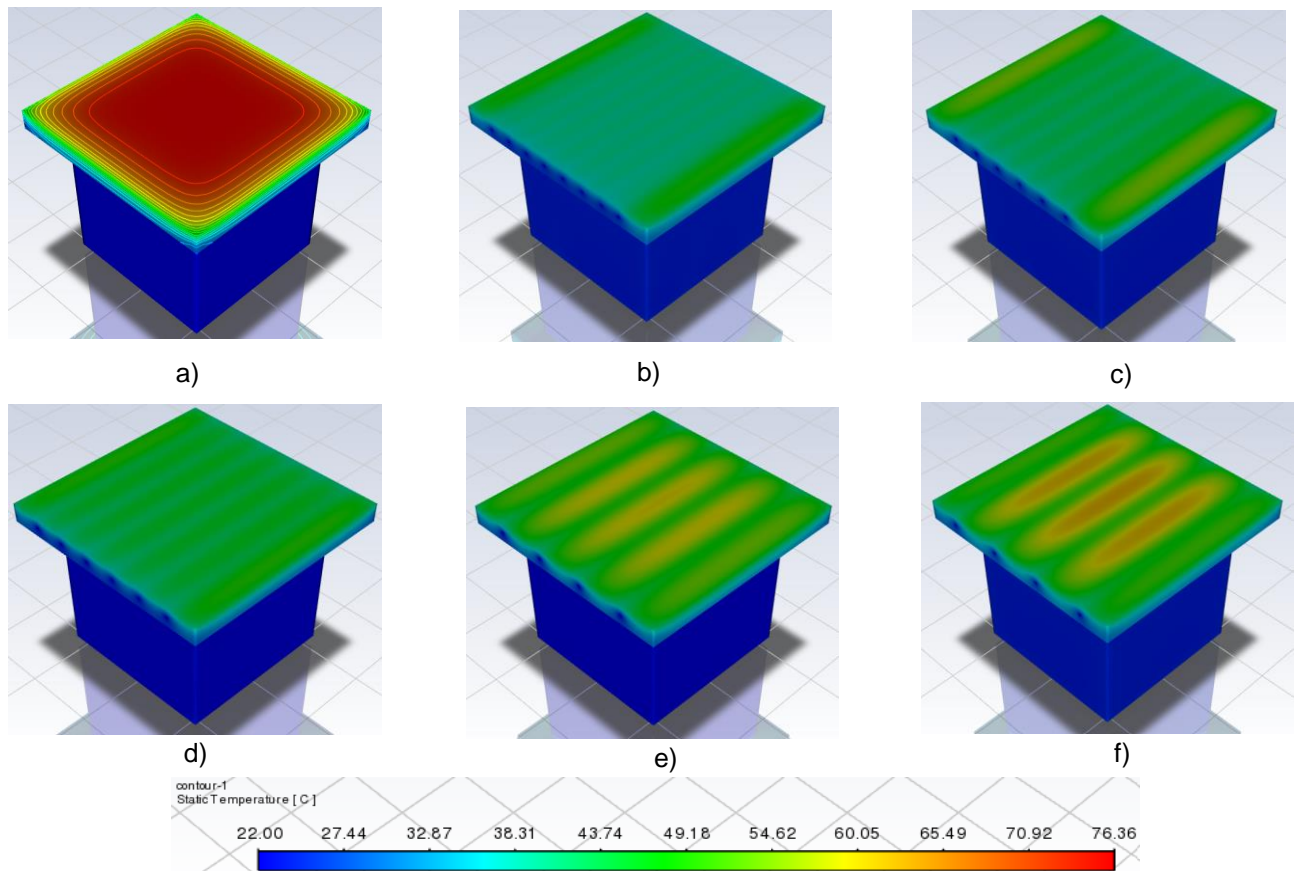 a)
b)
c)
d)
e)
f)
contour-1
Static Temperature [ C ]
22.00 27.44 32.87 38.31 43.74 49.18 54.62 60.05 65.49 70.92 76.36